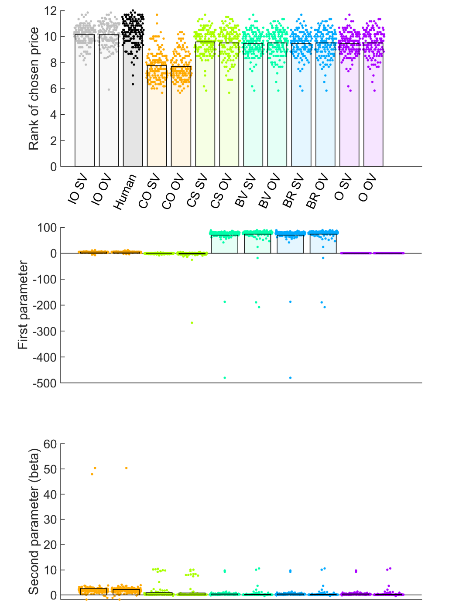 Rank of chosen price
12
10
8
6
4
2
0
IO SV
IO OV
Human
CO SV
CO OV
CS SV
CS OV
BV SV
BV OV
BR SV
BR OV
O SV
O OV
First parameter
100
0
-100
-200
-300
-400
-500
Second parameter (beta)
60
50
40
30
20
10
0